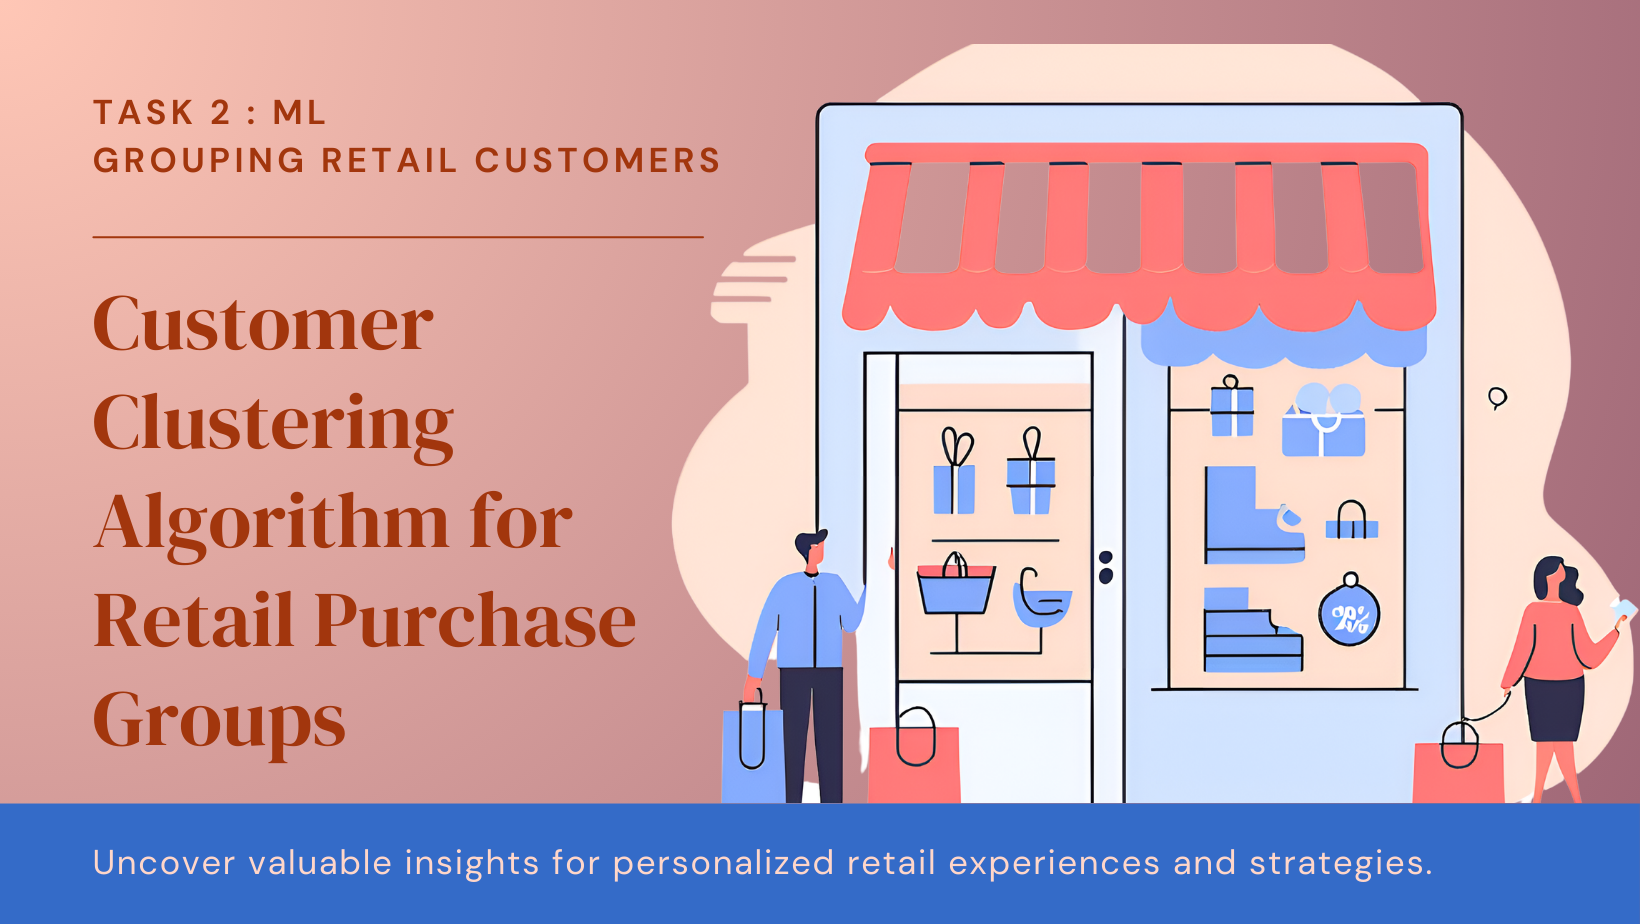 TASK 2 : ML
GROUPING RETAIL CUSTOMERS
Customer
Clustering
Algorithm for
Retail Purchase
Groups
Uncover valuable insights for personalized retail experiences and strategies.